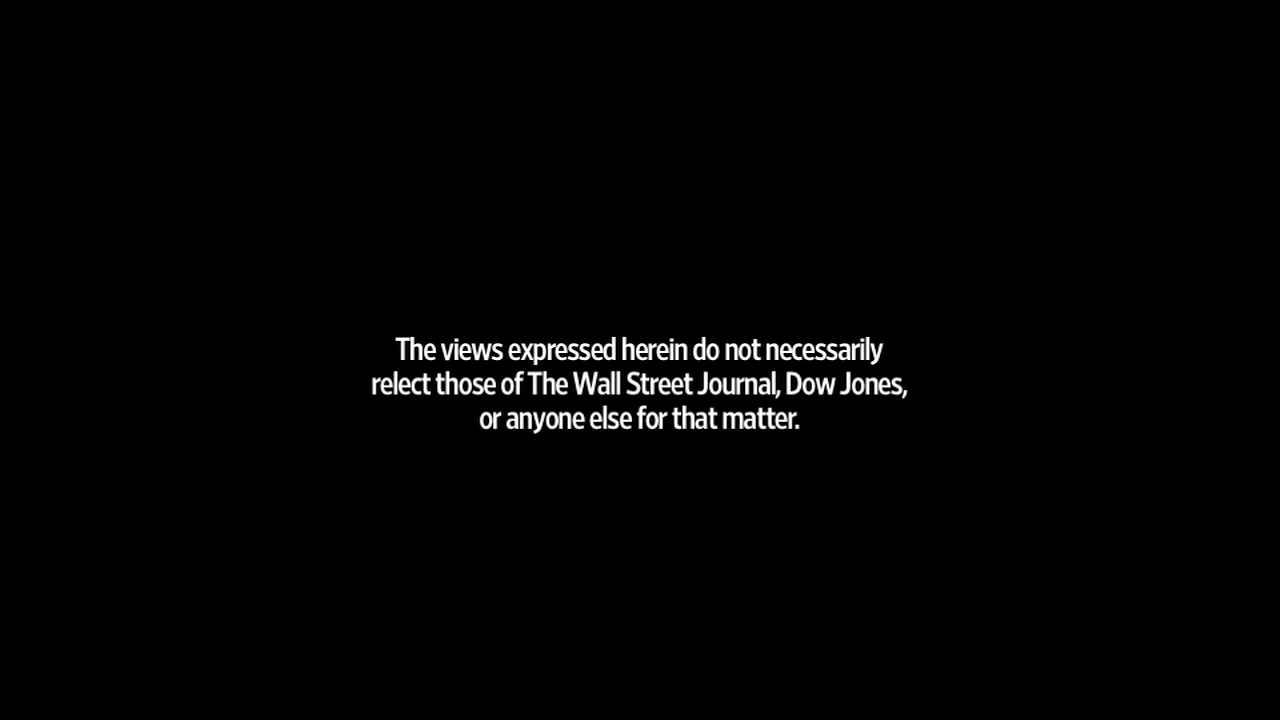 The views expressed herein do not necessarily
relect those of The Wall Street Journal, Dow Jones,
or anyone else for that matter.